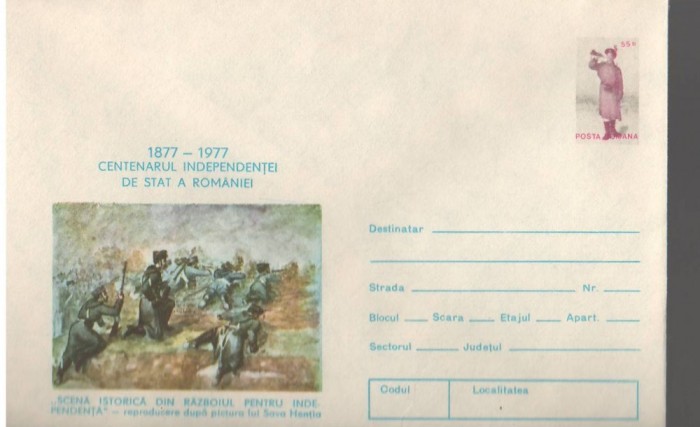 55 B
POSTA ROMANA
1877 – 1977
CENTENARUL INDEPENDENȚEI
DE STAT A ROMÂNIEI
Destinatar
Strada Nr.
Blocul Scara Etajul Apart.
Sectorul Județul
Codul Localitatea
„SCENĂ ISTORICĂ DIN RĂZBOIUL PENTRU INDE-
PENDENȚĂ" – reproducere după pictura lui Sava Henția